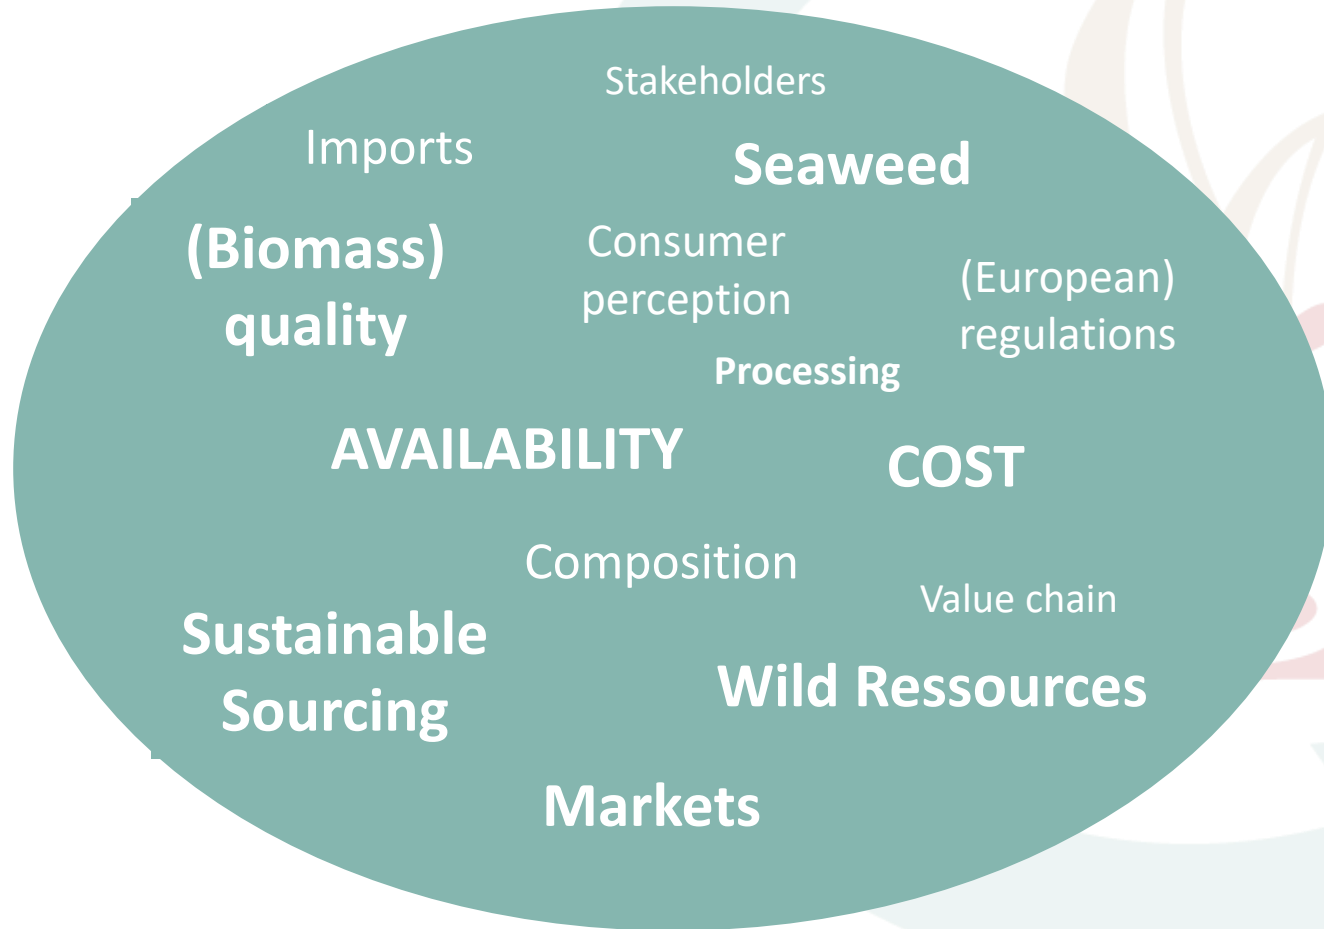 Stakeholders
Imports
Seaweed
(Biomass)
quality
Consumer
perception
(European)
regulations
Processing
AVAILABILITY
COST
Composition
Value chain
Sustainable
Sourcing
Wild Ressources
Markets